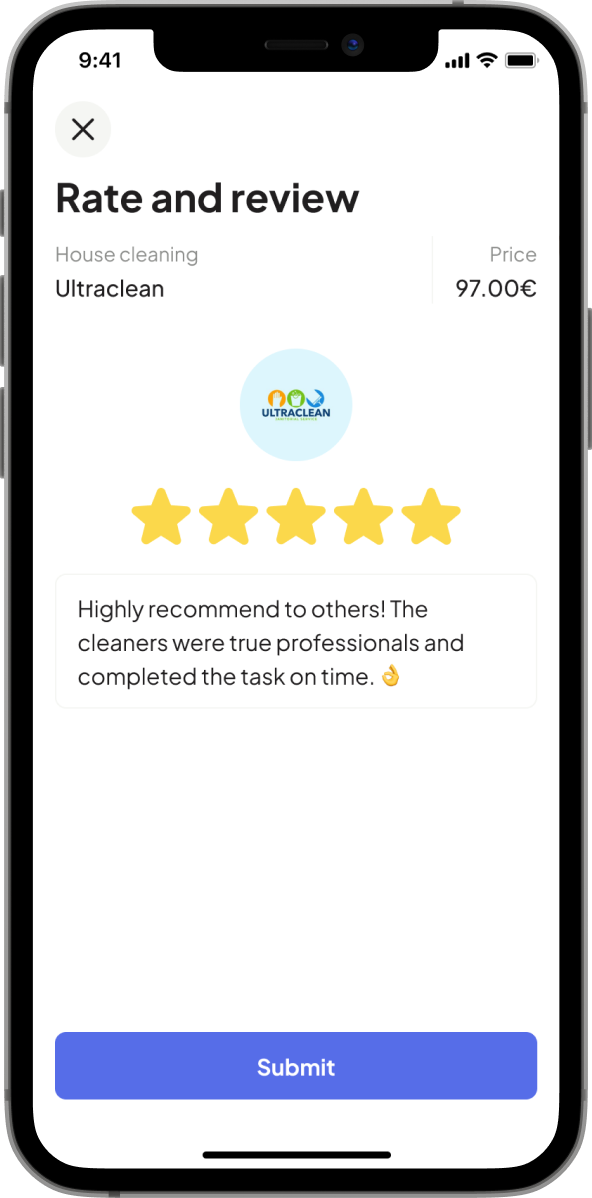 9:41
Rate and review
House cleaning
Price
Ultraclean
97.00€
ULTRACLEAN
Highly recommend to others! The
cleaners were true professionals and
completed the task on time. 👌
Submit